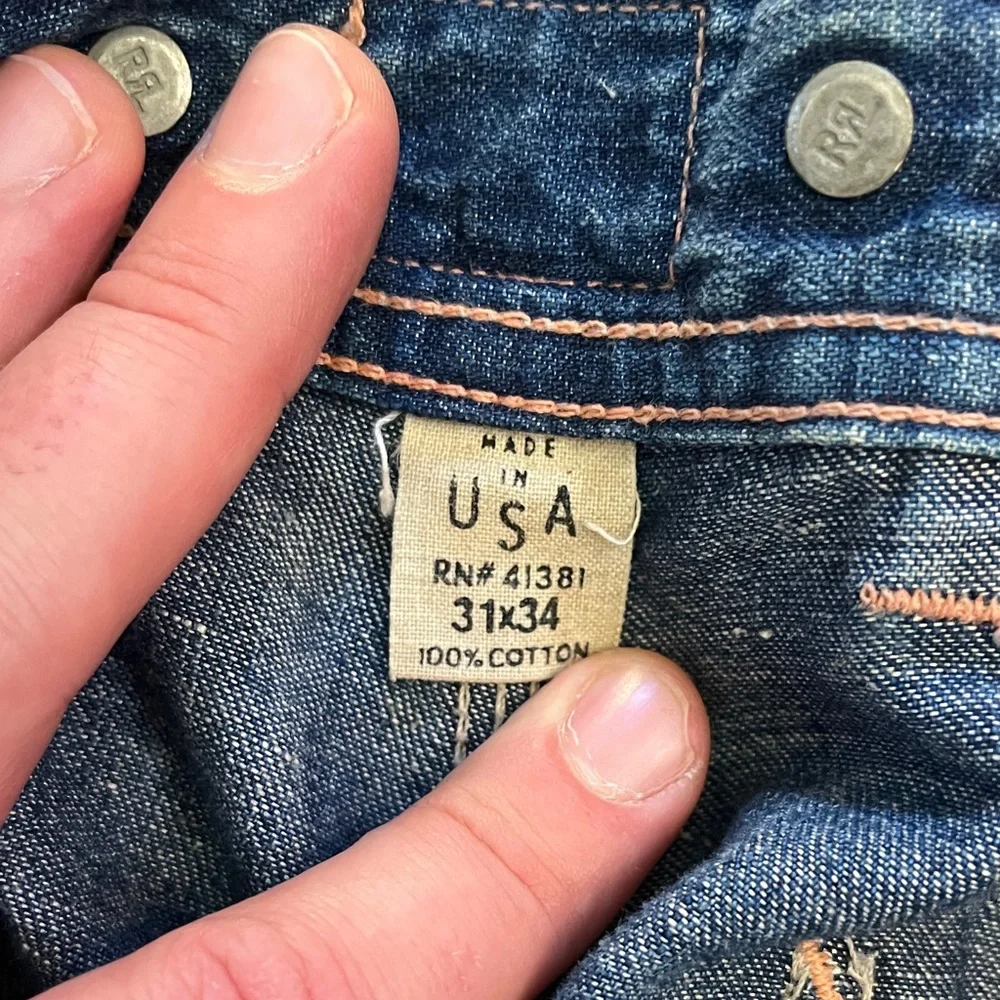 RRL
RRL
MADE
IN
USA
RN# 41381
31x34
100% COTTON